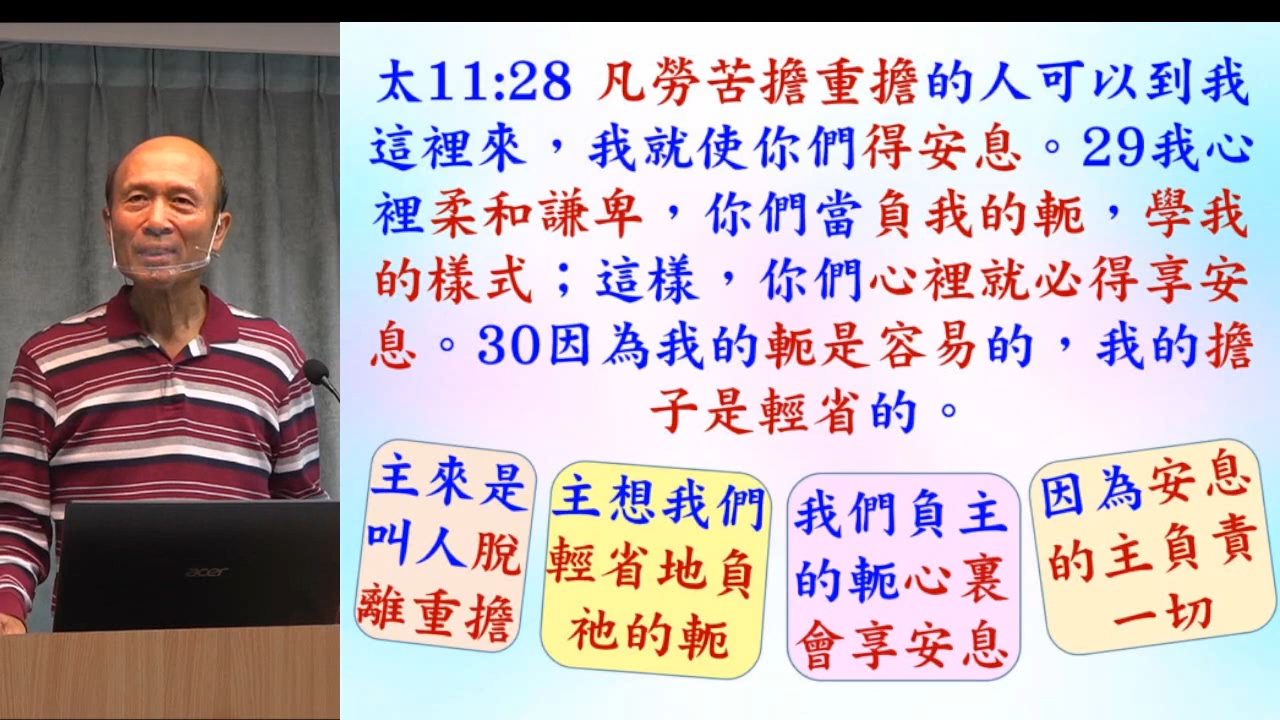 太11:28 凡勞苦擔重擔的人可以到我
這裡來，我就使你們得安息。29我心
裡柔和謙卑，你們當負我的軛，學我
的樣式；這樣，你們心裡就必得享安
息。30因為我的軛是容易的，我的擔
子是輕省的。
主來是
叫人脫
離重擔
主想我們
輕省地負
祂的軛
我們負主
的軛心裏
會享安息
因為安息
的主負責
一切
acer